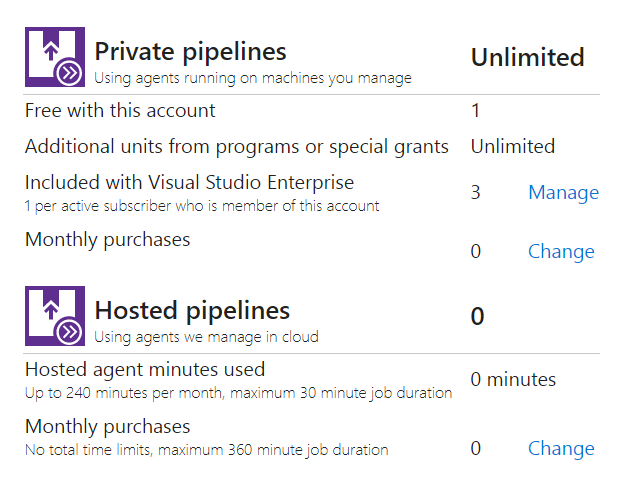 Private pipelines
Unlimited
Using agents running on machines you manage
Free with this account
1
Additional units from programs or special grants
Unlimited
Included with Visual Studio Enterprise
1 per active subscriber who is member of this account
3
Manage
Monthly purchases
0
Change
Hosted pipelines
0
Using agents we manage in cloud
Hosted agent minutes used
Up to 240 minutes per month, maximum 30 minute job duration
0 minutes
Monthly purchases
No total time limits, maximum 360 minute job duration
0
Change